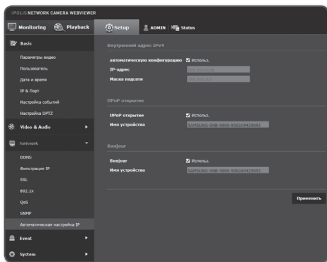 iPOLiS NETWORK CAMERA WEBVIEWER
Monitoring
Playback
Setup
ADMIN
Status
Basic
Параметры видео
Пользователь
Дата и время
IP & Порт
Настройка событий
Настройка DPTZ
Video & Audio
Network
DDNS
Фильтрация IP
SSL
802.1x
QoS
SNMP
Автоматическая настройка IP
Event
System
Внутренний адрес IPv4
автоматическую конфигурацию
Использ.
IP-адрес
Маска подсети
UPnP открытие
UPnP открытие
Использ.
Имя устройства
Bonjour
Bonjour
Использ.
Имя устройства
Применить